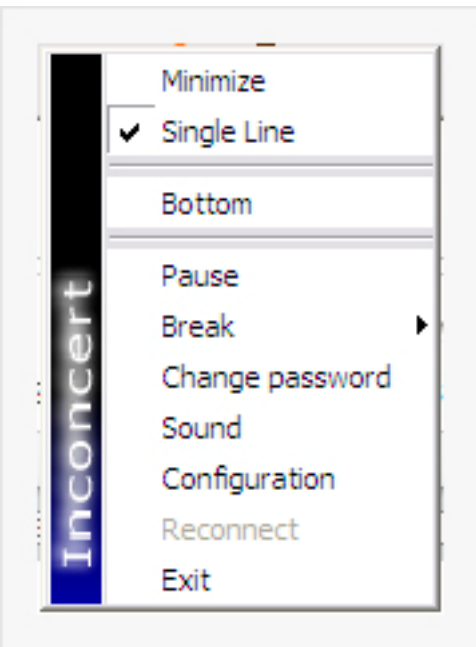 Minimize
Single Line
Bottom
Pause
Break
Change password
Sound
Configuration
Reconnect
Exit
Inconcert